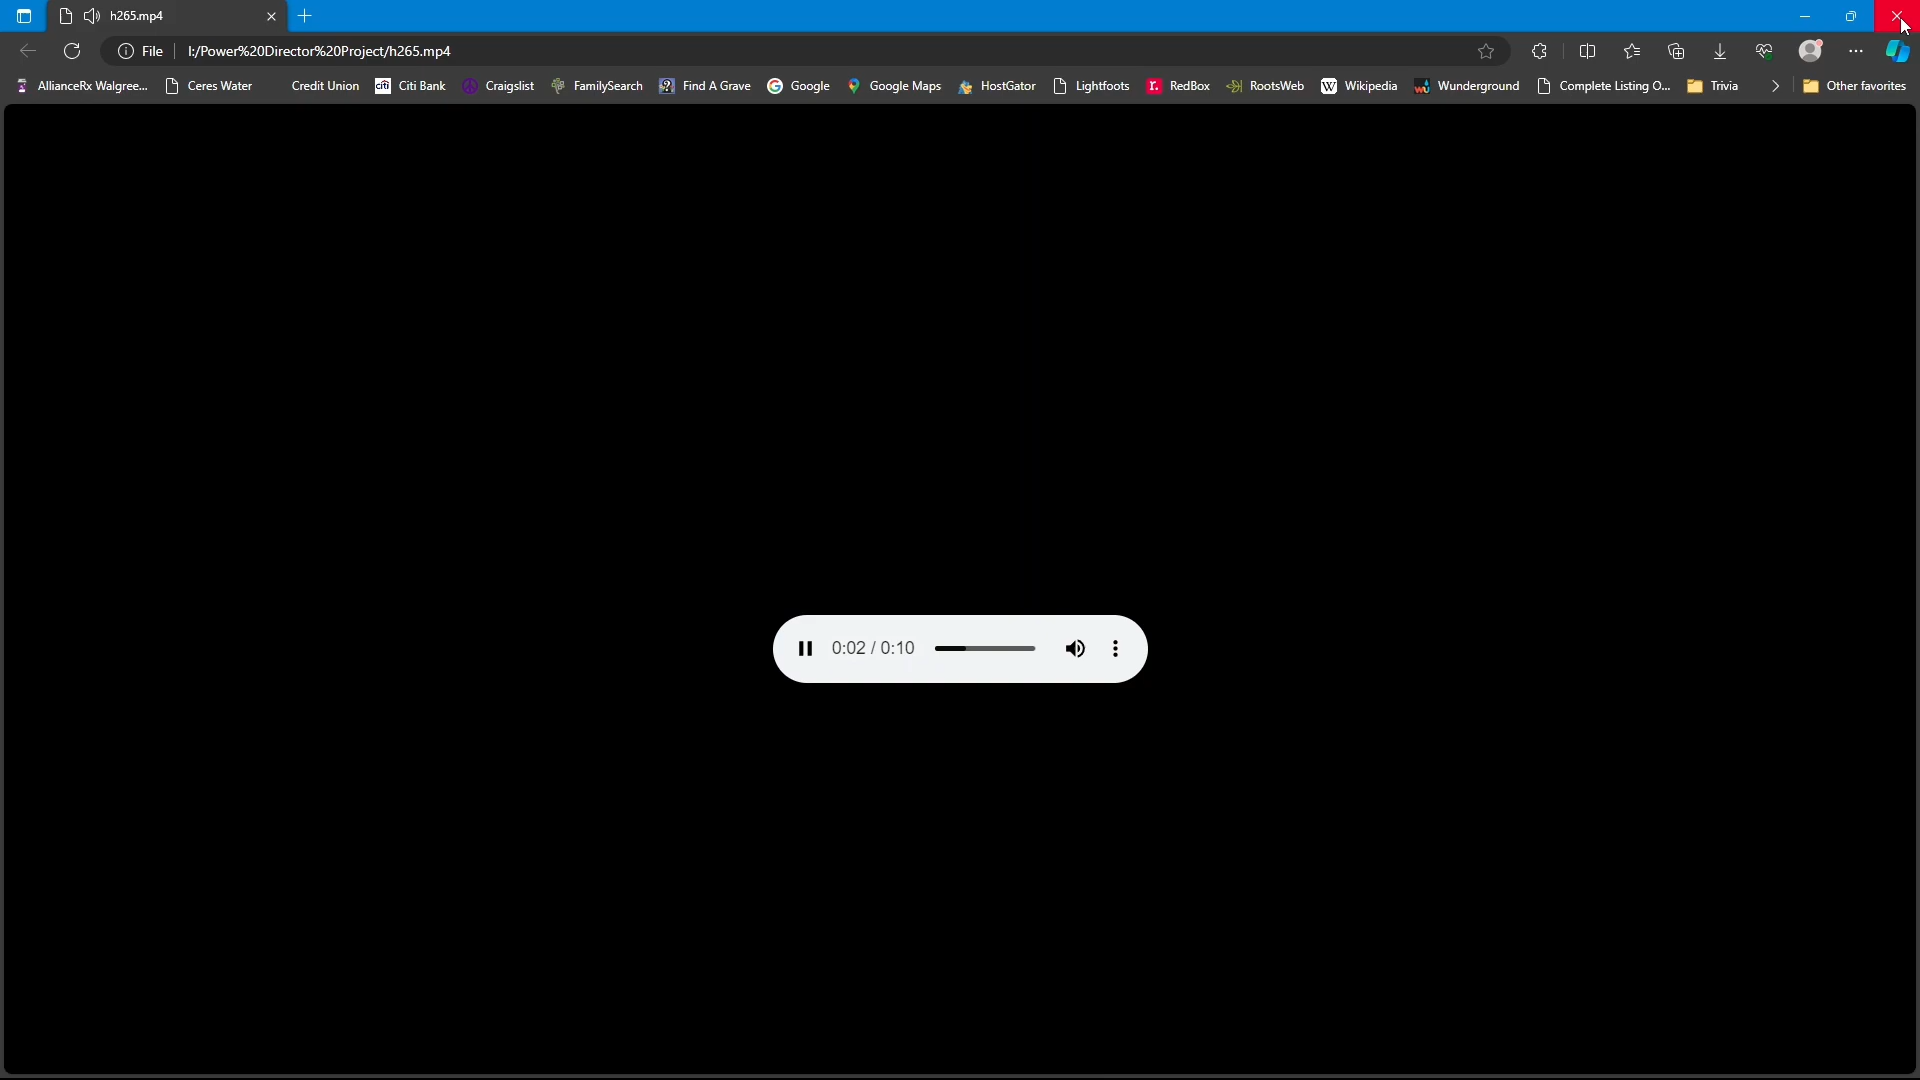 h265.mp4
File I:/Power%20Director%20Project/h265.mp4
AllianceRx Walgree... Ceres Water Credit Union citi Citi Bank Craigslist FamilySearch ? Find A Grave G Google Google Maps HostGator Lightfoots r. RedBox RootsWeb W Wikipedia wu Wunderground Complete Listing O... Trivia Other favorites
0:02 / 0:10